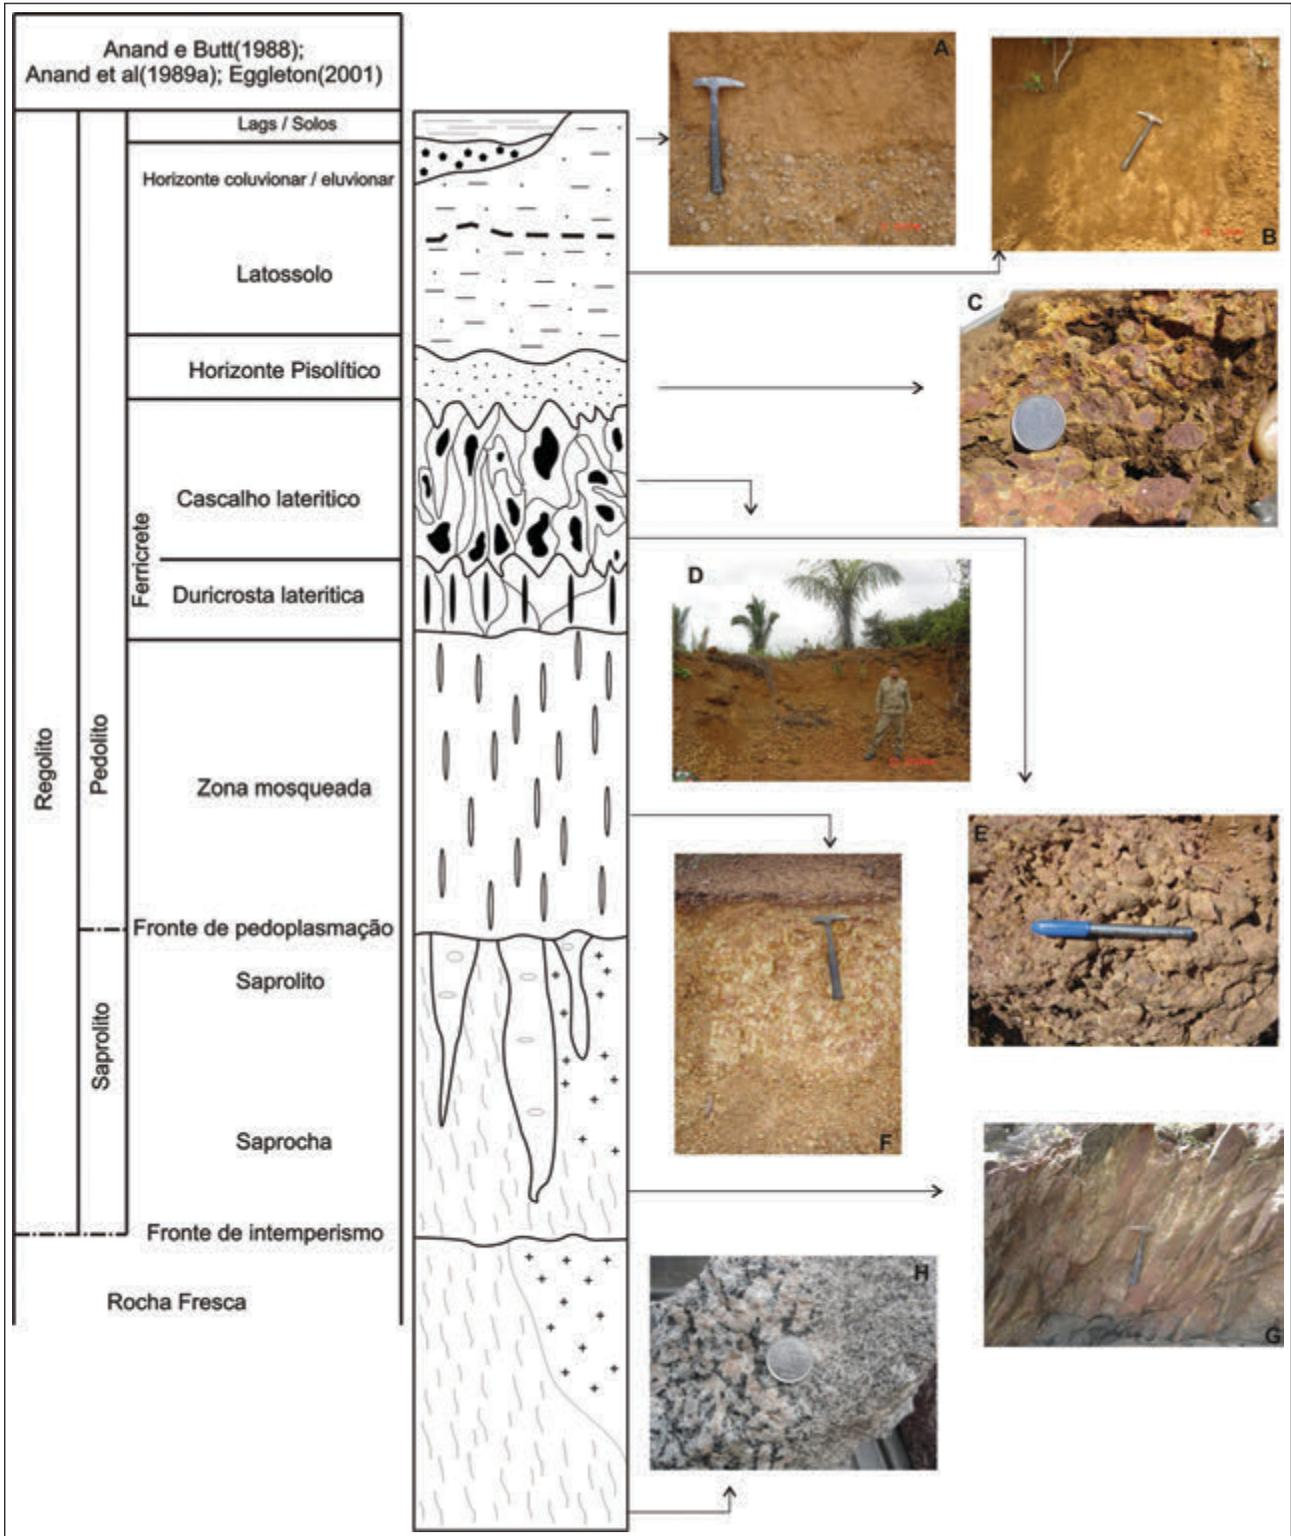 Anand e Butt(1988);
Anand et al(1989a); Eggleton(2001)
Lags / Solos
Horizonte coluvionar / eluvionar
Latossolo
Horizonte Pisolítico
Ferricrete
Cascalho lateritico
Duricrosta lateritica
Regolito
Pedolito
Zona mosqueada
Fronte de pedoplasmação
Saprolito
Saprolito
Saprocha
Fronte de intemperismo
Rocha Fresca
A
B
C
D
E
F
G
H